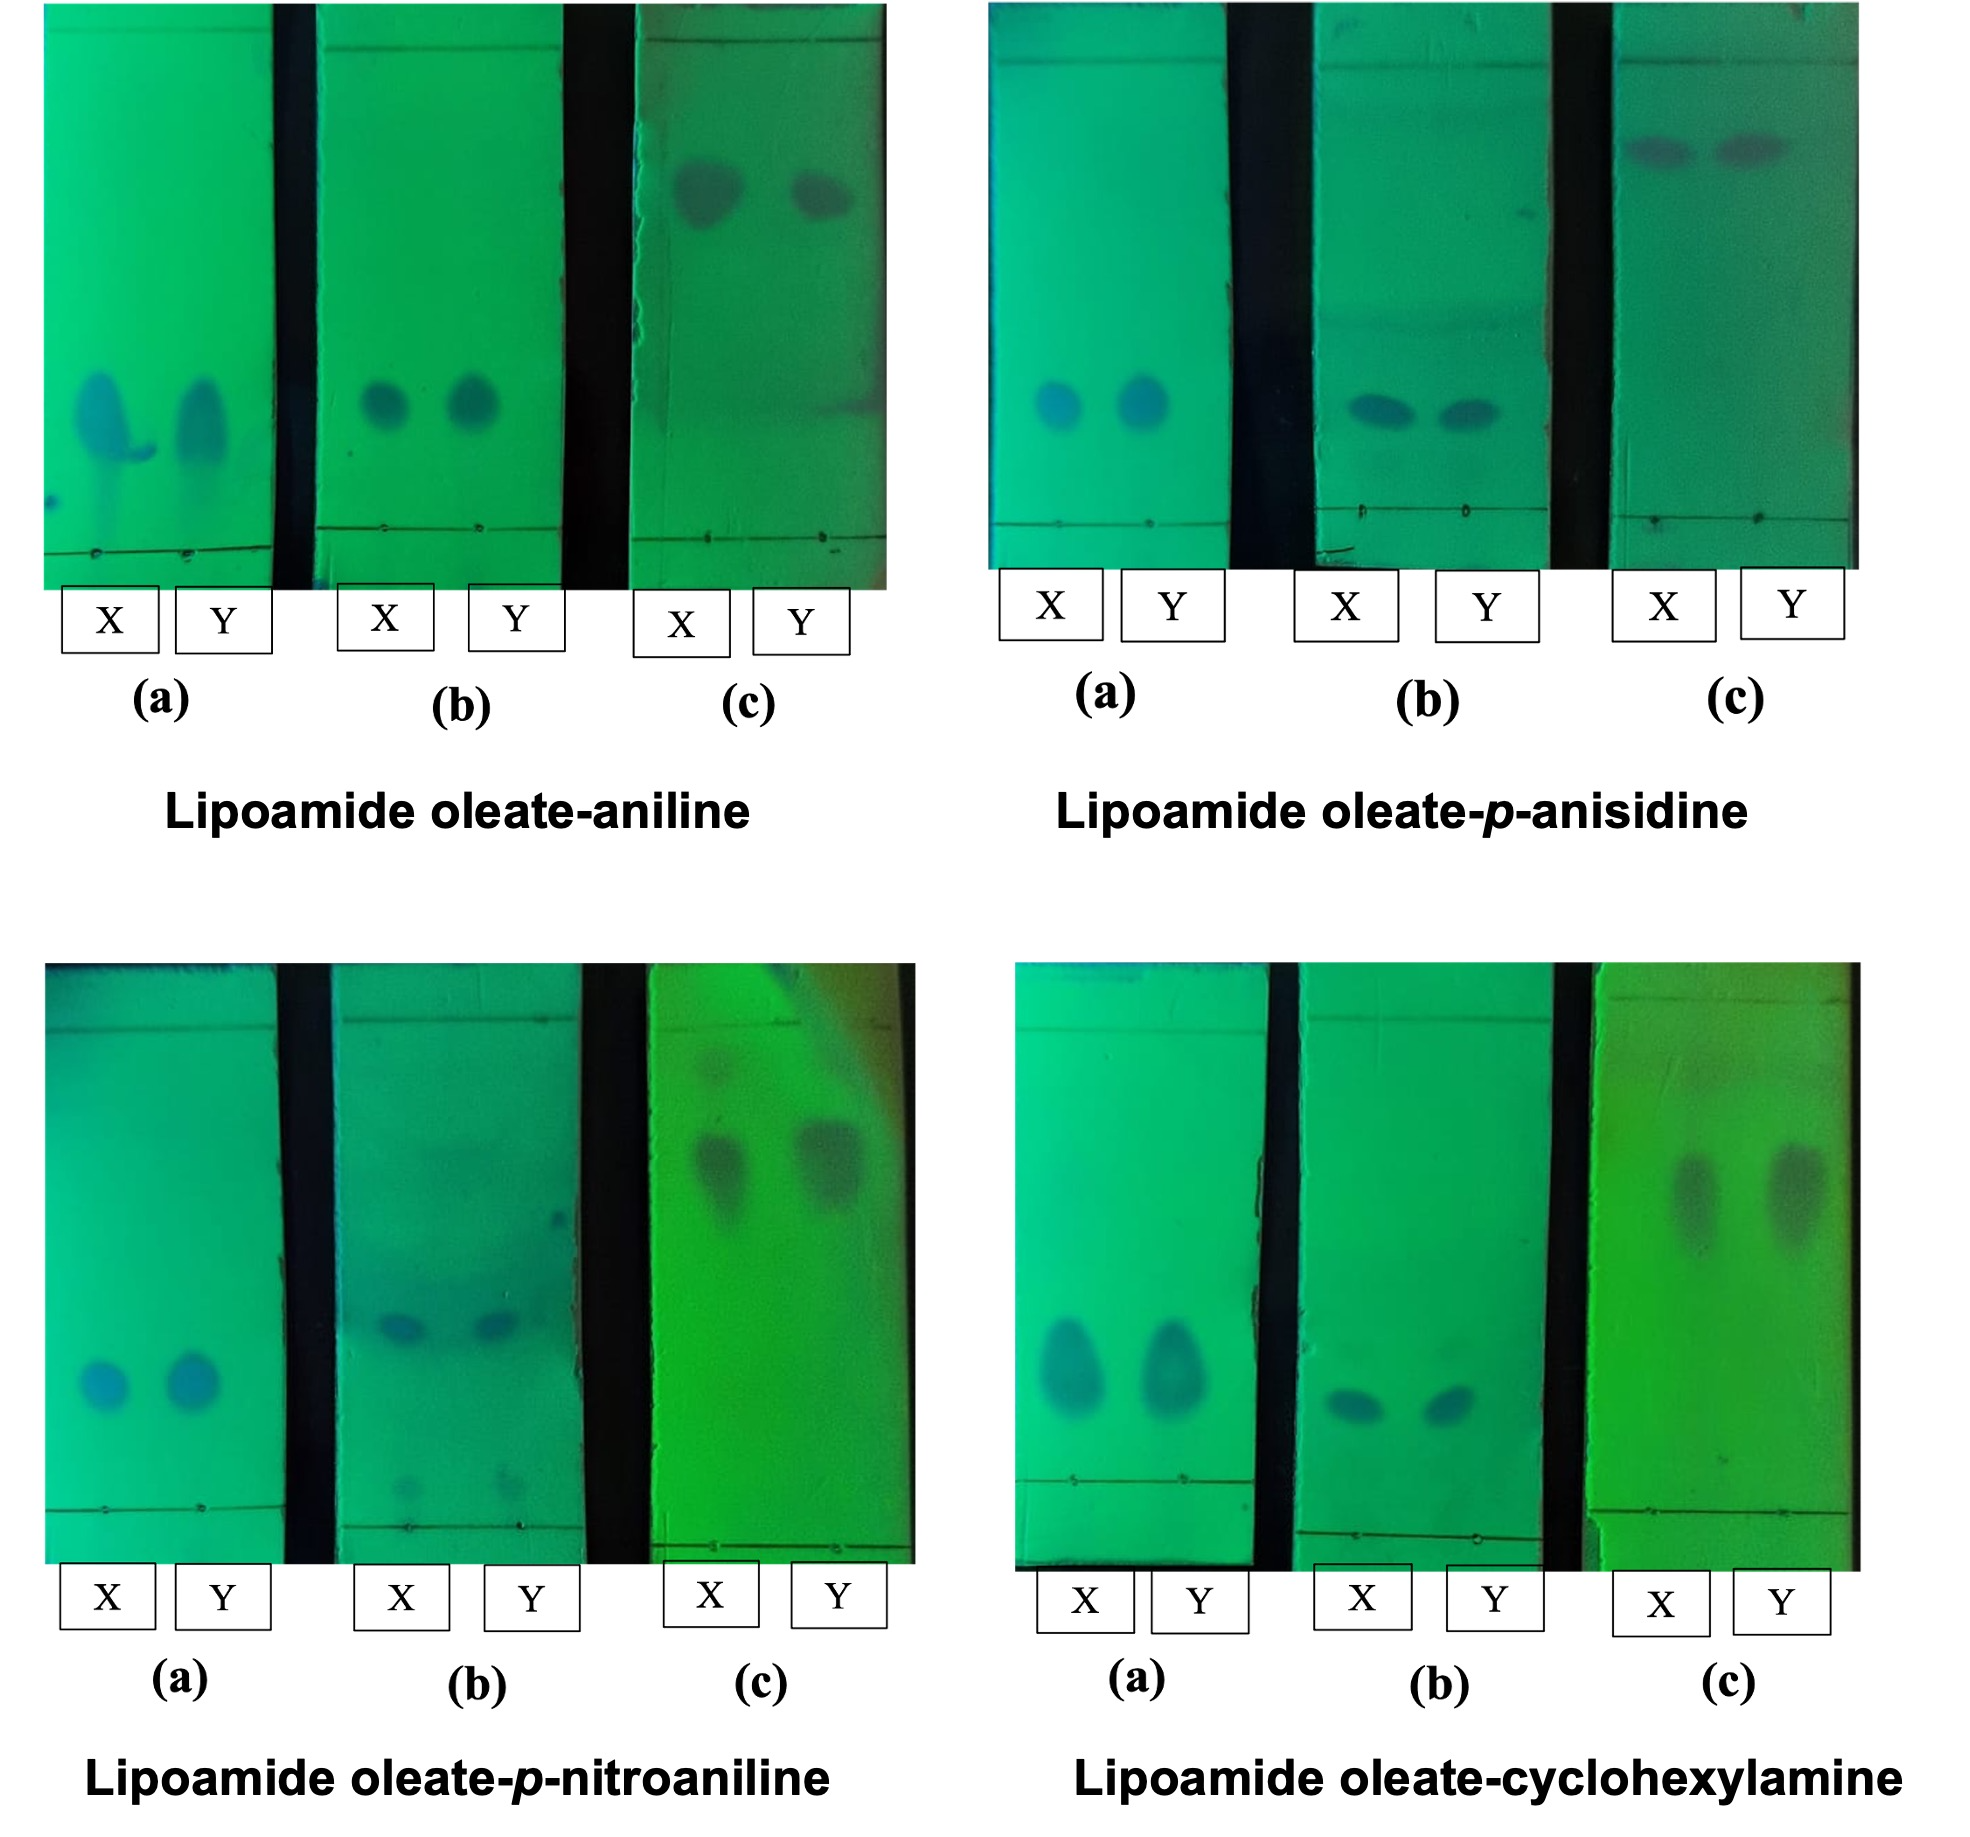 X Y X Y X Y
(a) (b) (c)
Lipoamide oleate-aniline
X Y X Y X Y
(a) (b) (c)
Lipoamide oleate-p-anisidine
X Y X Y X Y
(a) (b) (c)
Lipoamide oleate-p-nitroaniline
X Y X Y X Y
(a) (b) (c)
Lipoamide oleate-cyclohexylamine